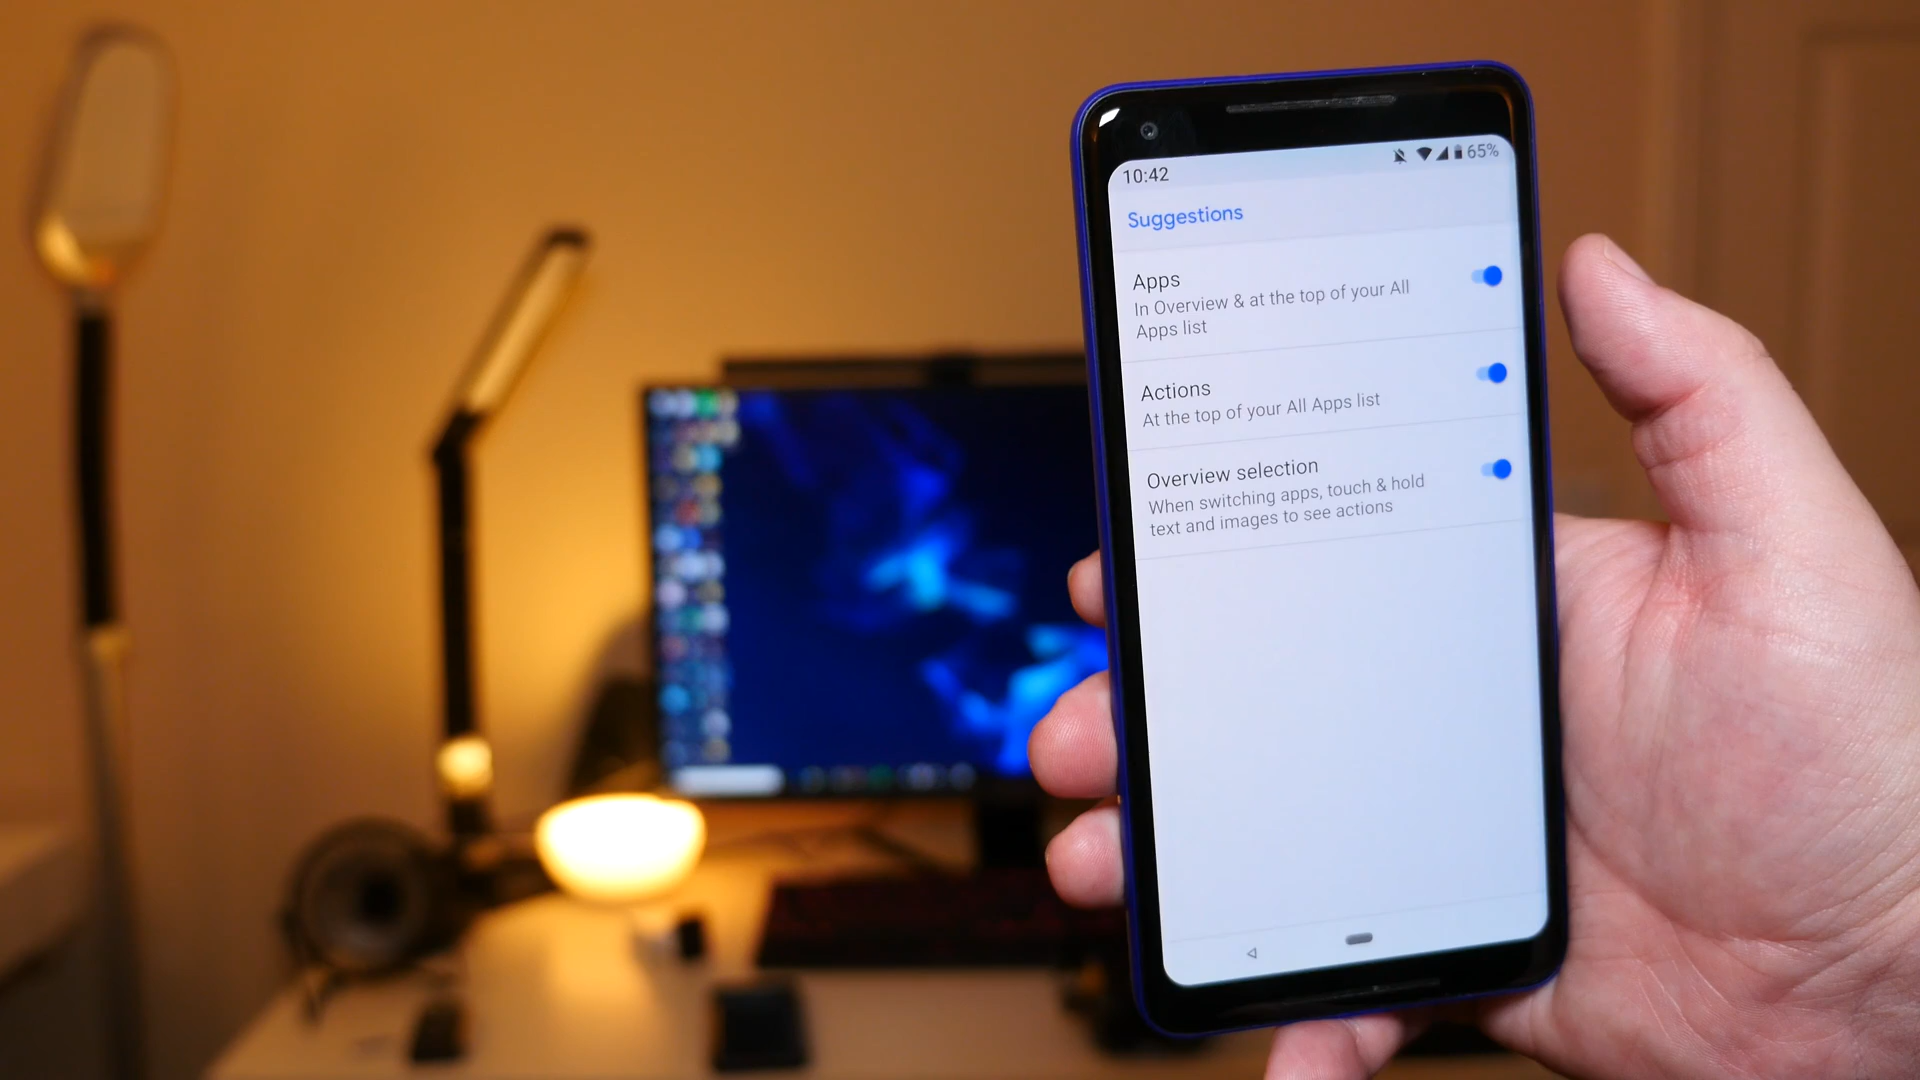 10:42
65%
Suggestions
Apps
In Overview & at the top of your All
Apps list
Actions
At the top of your All Apps list
Overview selection
When switching apps, touch & hold
text and images to see actions